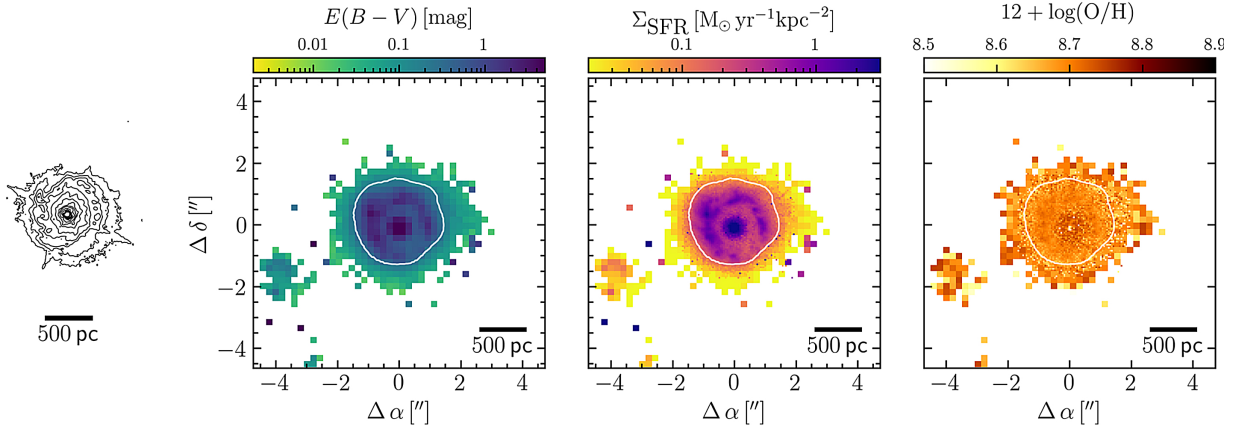 E(B − V) [mag]
0.01 0.1 1
Σ_SFR [M_⊙ yr⁻¹kpc⁻²]
0.1 1
12 + log(O/H)
8.5 8.6 8.7 8.8 8.9
500 pc
Δ δ [″]
4
2
0
−2
−4
500 pc
−4 −2 0 2 4
Δ α [″]
500 pc
−4 −2 0 2 4
Δ α [″]
500 pc
−4 −2 0 2 4
Δ α [″]